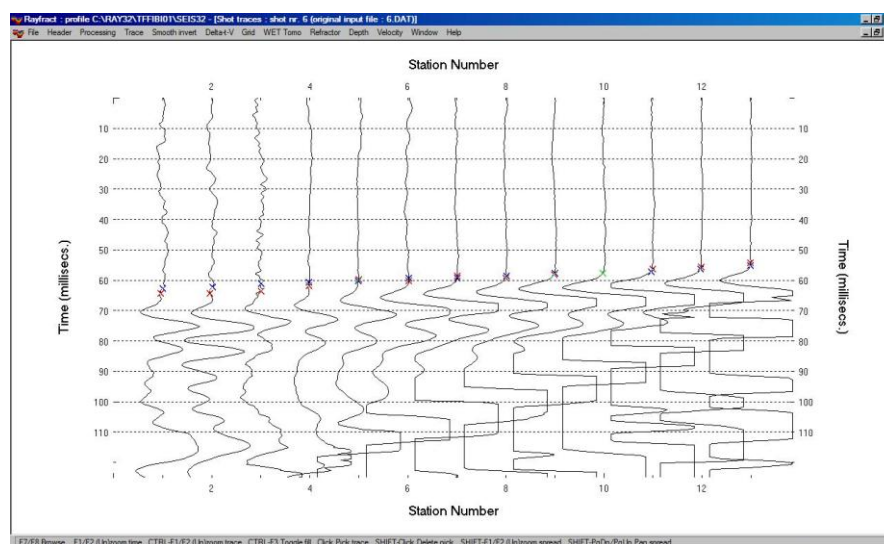 Rayfract : profile C:\RAY32\TFFIBI01\SEIS32 - [Shot traces : shot nr. 6 (original input file : 6.DAT)]
File Header Processing Trace Smooth invert Delta-t-V Grid WET Tomo Refractor Depth Velocity Window Help
Station Number
2 4 6 8 10 12
10 10
20 20
30 30
40 40
50 50
60 60
70 70
80 80
90 90
100 100
110 110
Time (millisecs.)
Time (millisecs.)
2 4 6 8 10 12
Station Number
F7/F8 Browse F1/F2 (Un)zoom time CTRL-F1/F2 (Un)zoom trace CTRL-F3 Toggle fill Click Pick trace SHIFT-Click Delete pick SHIFT-F1/F2 (Un)zoom spread SHIFT-PgDn/PgUp Pan spread